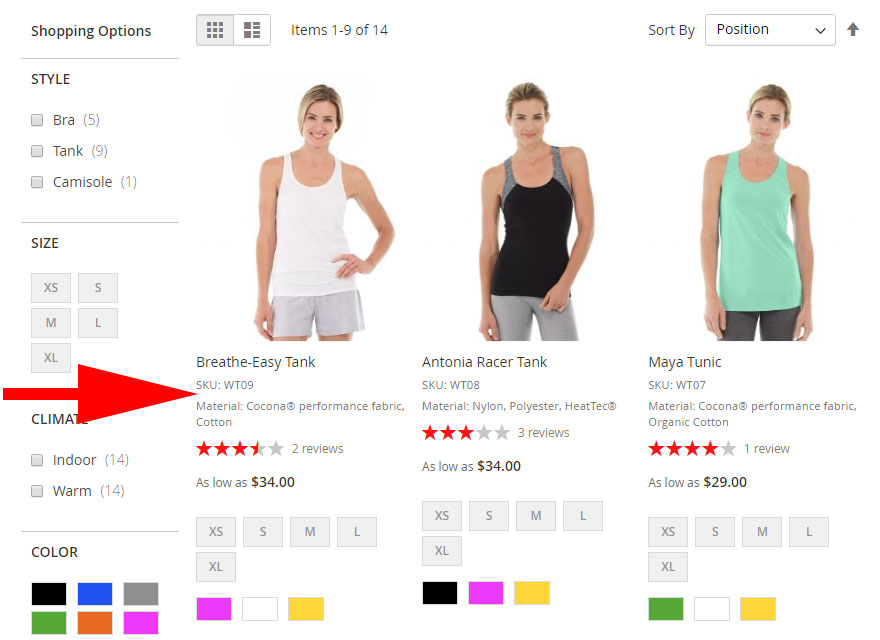 Shopping Options
Items 1-9 of 14
Sort By
Position
STYLE
Bra (5)
Tank (9)
Camisole (1)
SIZE
XS S
M L
XL
CLIMATE
Indoor (14)
Warm (14)
COLOR
Breathe-Easy Tank
SKU: WT09
Material: Cocona® performance fabric,
Cotton
2 reviews
As low as $34.00
XS S M L
XL
Antonia Racer Tank
SKU: WT08
Material: Nylon, Polyester, HeatTec®
3 reviews
As low as $34.00
XS S M L
XL
Maya Tunic
SKU: WT07
Material: Cocona® performance fabric,
Organic Cotton
1 review
As low as $29.00
XS S M L
XL